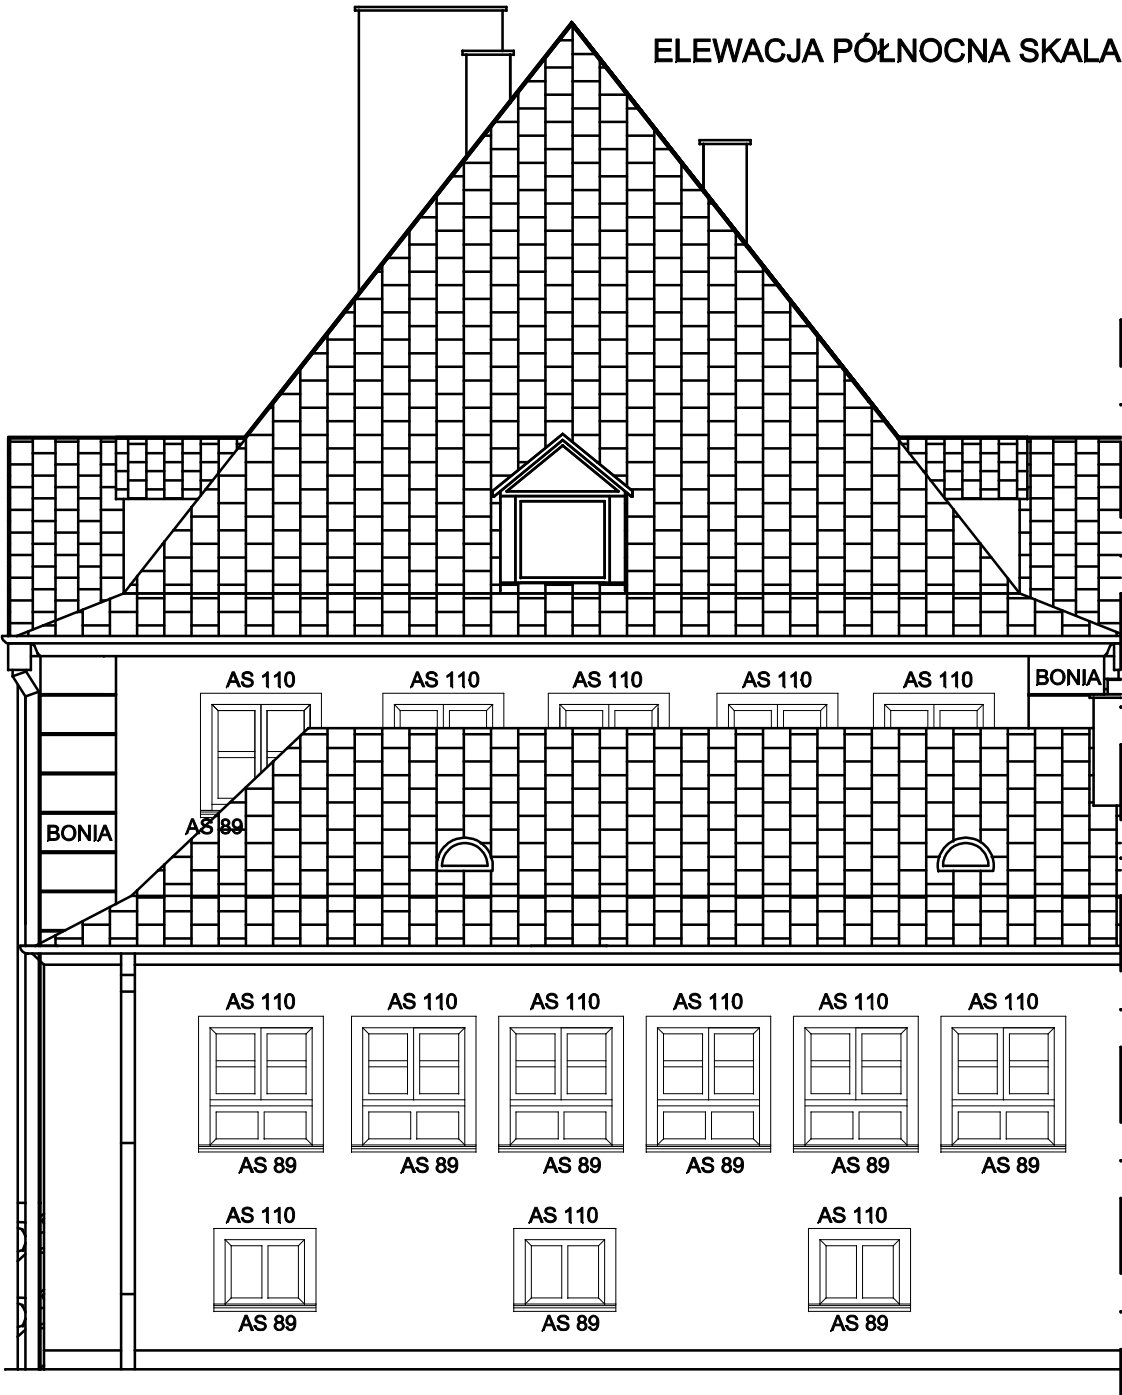 ELEWACJA PÓŁNOCNA SKALA
AS 110 AS 110 AS 110 AS 110 AS 110
BONIA
AS 89
BONIA
AS 110 AS 110 AS 110 AS 110 AS 110 AS 110
AS 89 AS 89 AS 89 AS 89 AS 89 AS 89
AS 110 AS 110 AS 110
AS 89 AS 89 AS 89